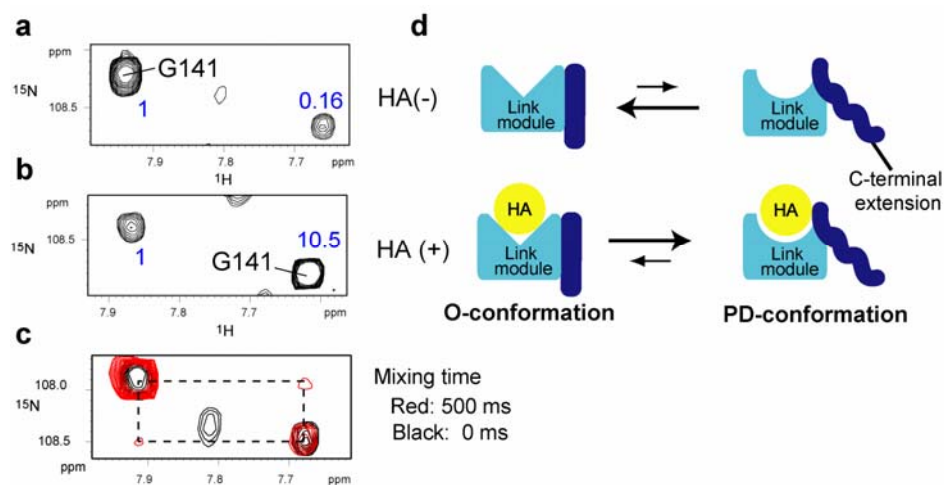 a
ppm
G141
15N
108.5
1
0.16
7.9 7.8 7.7 ppm
1H
b
ppm
15N
108.5
1
10.5
G141
7.9 7.8 7.7 ppm
1H
c
108.0
15N
108.5
ppm
7.9 7.8 7.7 ppm
Mixing time
Red: 500 ms
Black: 0 ms
d
HA(-)
Link
module
Link
module
C-terminal
extension
HA (+)
HA
Link
module
HA
Link
module
O-conformation
PD-conformation